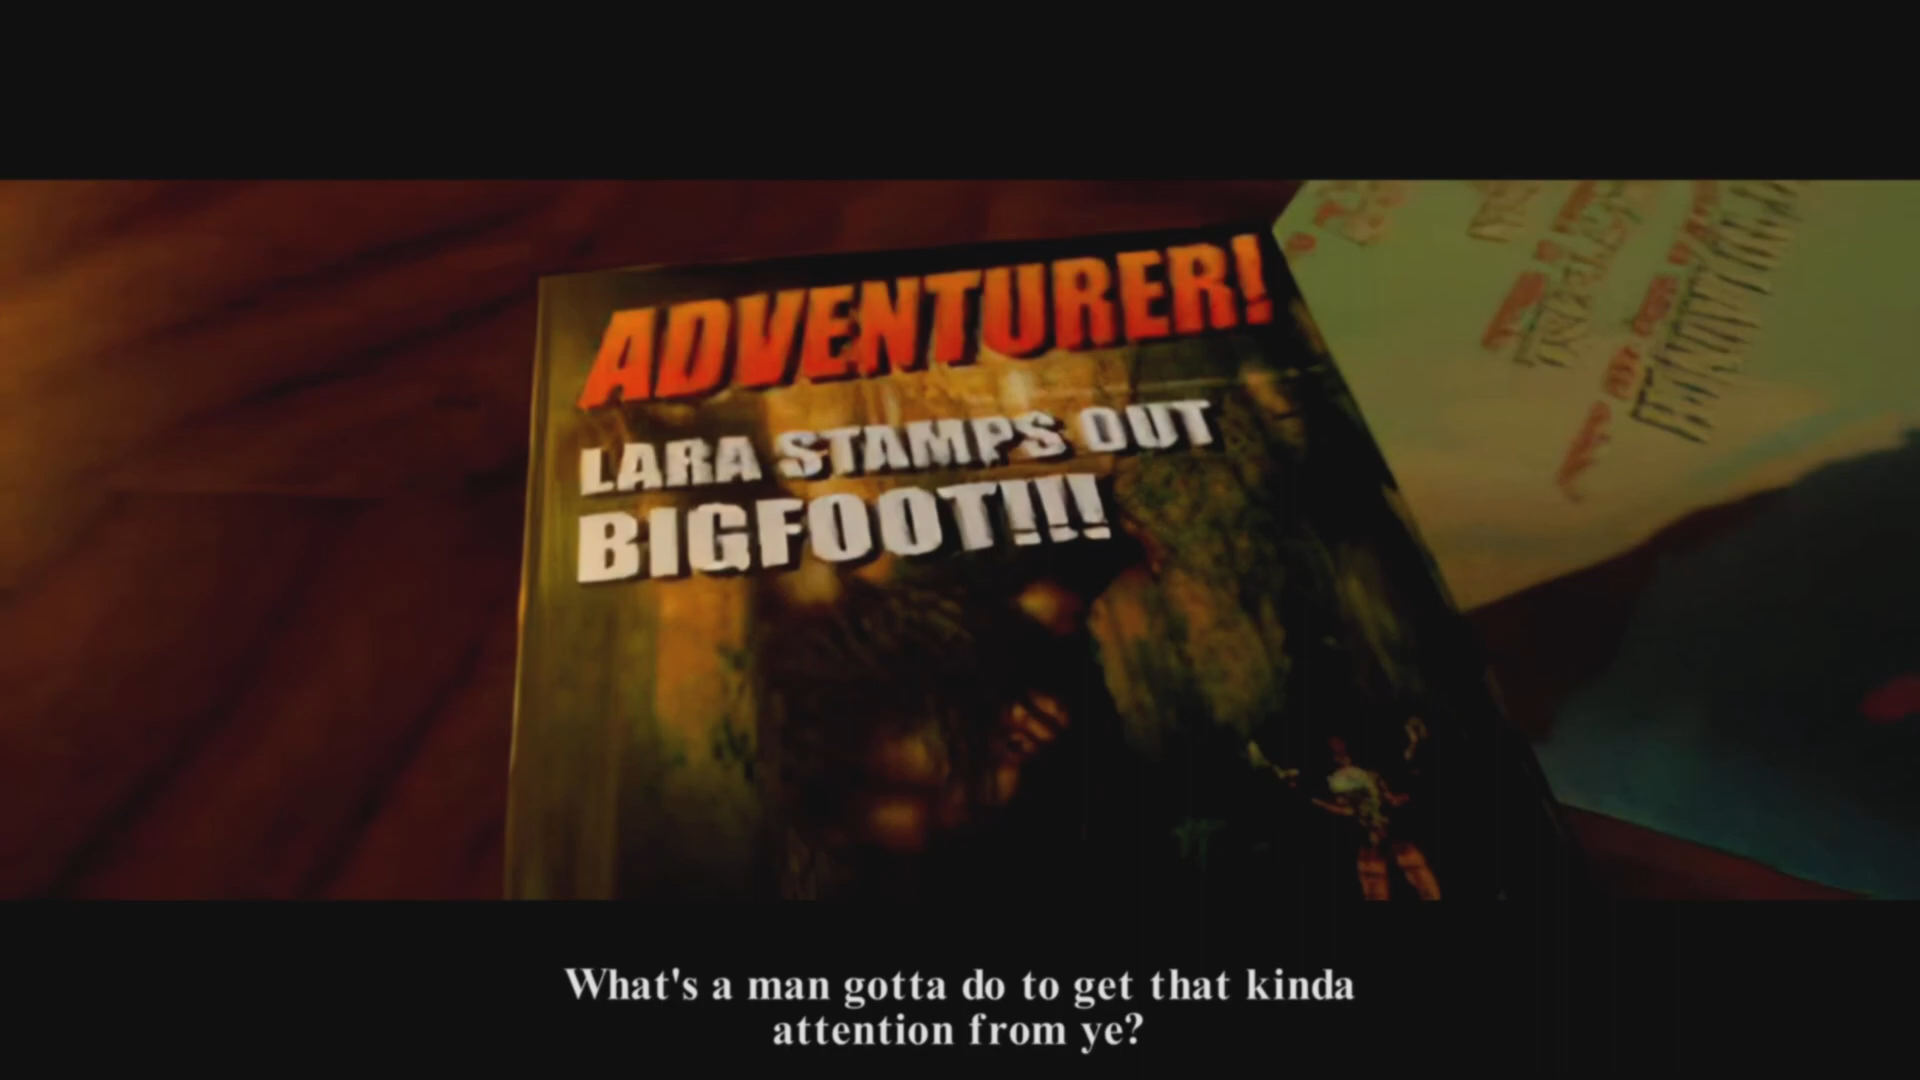 ADVENTURER!
LARA STAMPS OUT
BIGFOOT!!!
What's a man gotta do to get that kinda
attention from ye?